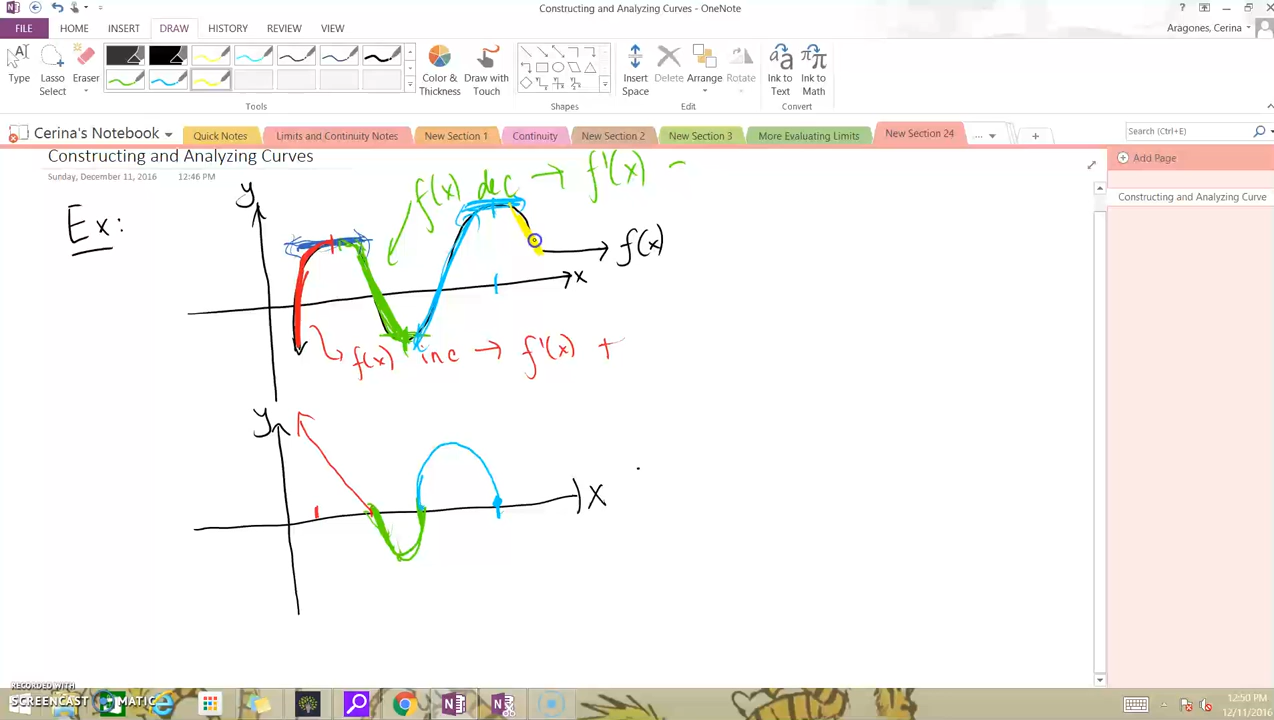 Constructing and Analyzing Curves - OneNote
FILE HOME INSERT DRAW HISTORY REVIEW VIEW
Aragones, Cerina
Type Lasso Select Eraser Color & Thickness Draw with Touch Insert Space Delete Arrange Rotate Ink to Text Ink to Math
Tools Shapes Edit Convert
Cerina's Notebook Quick Notes Limits and Continuity Notes New Section 1 Continuity New Section 2 New Section 3 More Evaluating Limits New Section 24 ... Search (Ctrl+E)
Constructing and Analyzing Curves
Add Page
Sunday, December 11, 2016 12:46 PM
Constructing and Analyzing Curve
Ex:
y
f(x) dec → f'(x) -
f(x)
x
f(x) inc → f'(x) +
y
x
RECORDED WITH
SCREENCAST MATIC
12:50 PM
12/11/2016